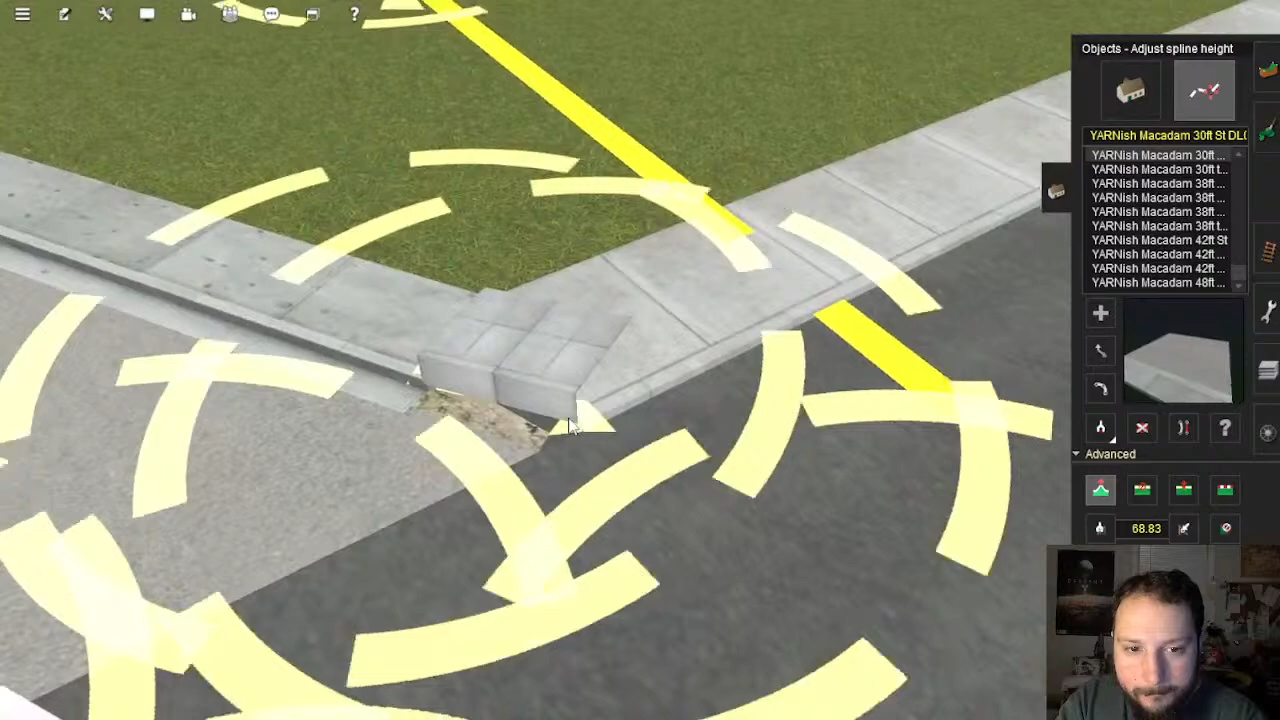 ?
Objects - Adjust spline height
YARNish Macadam 30ft St DL(
YARNish Macadam 30ft ...
YARNish Macadam 30ft t...
YARNish Macadam 38ft ...
YARNish Macadam 38ft ...
YARNish Macadam 38ft ...
YARNish Macadam 38ft t...
YARNish Macadam 42ft St
YARNish Macadam 42ft ...
YARNish Macadam 42ft ...
YARNish Macadam 48ft ...
?
Advanced
68.83